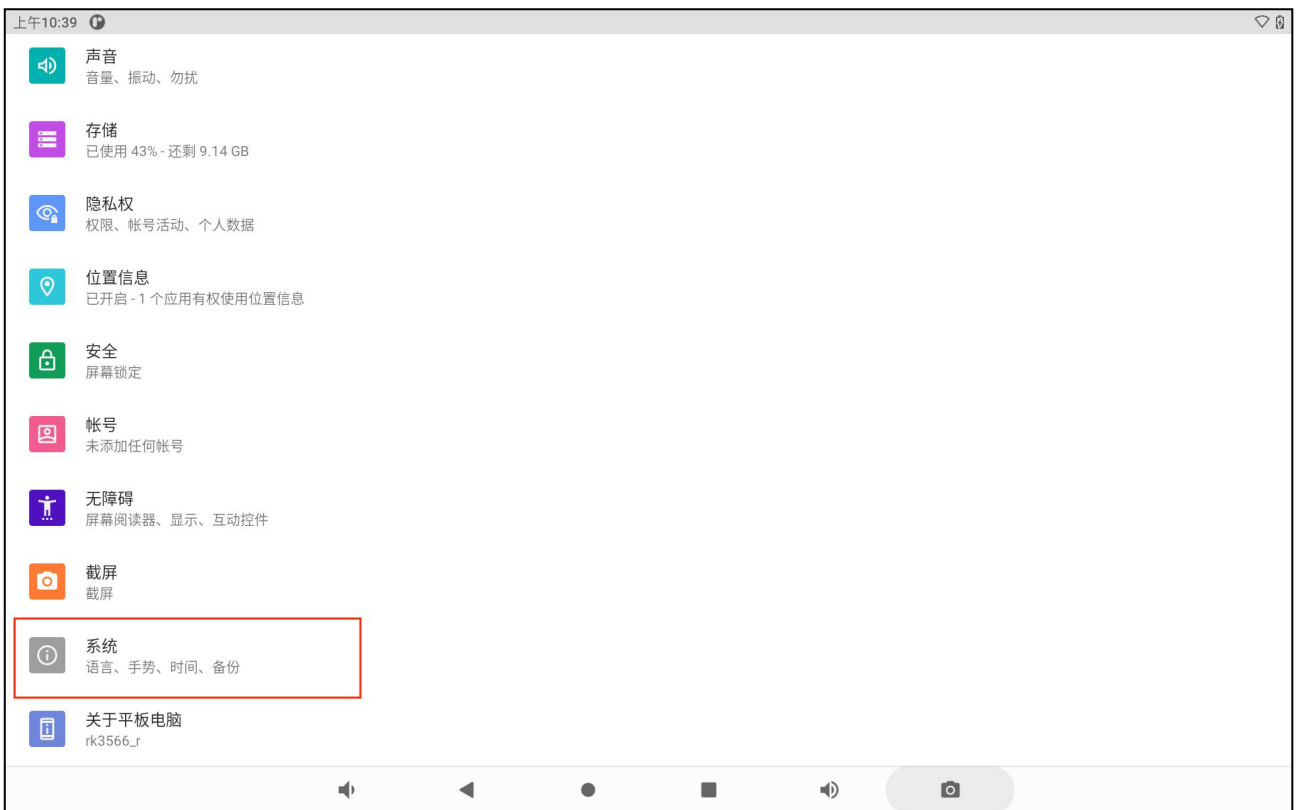 上午10:39
声音
音量、振动、勿扰
存储
已使用 43% - 还剩 9.14 GB
隐私权
权限、帐号活动、个人数据
位置信息
已开启 - 1 个应用有权使用位置信息
安全
屏幕锁定
帐号
未添加任何帐号
无障碍
屏幕阅读器、显示、互动控件
截屏
截屏
系统
语言、手势、时间、备份
关于平板电脑
rk3566_r